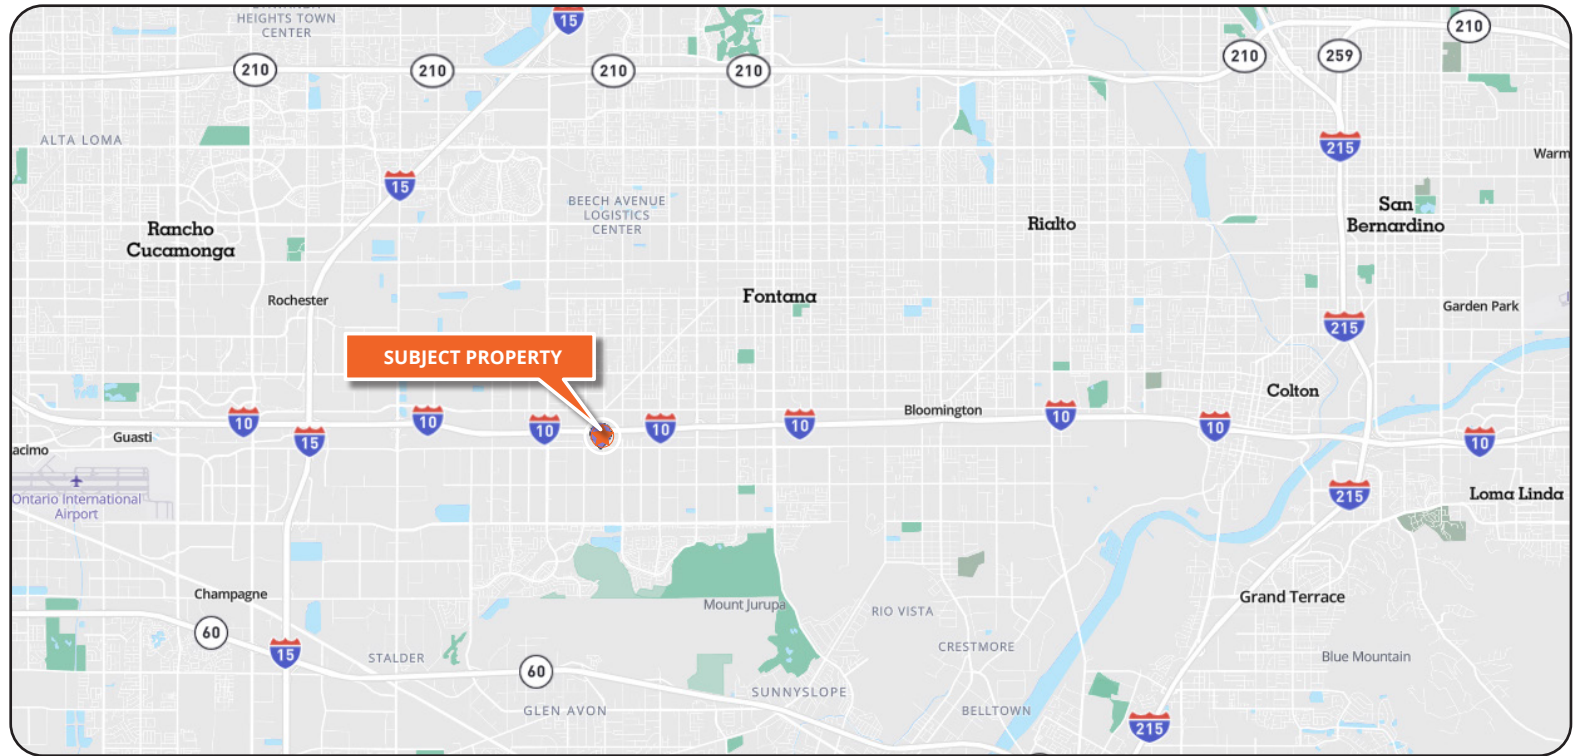 HEIGHTS TOWN
CENTER
15
210
210
210
210
210
259
210
ALTA LOMA
215
Warm
15
BEECH AVENUE
LOGISTICS
CENTER
San
Bernardino
Rancho
Cucamonga
Rialto
Fontana
Rochester
Garden Park
215
SUBJECT PROPERTY
Colton
Bloomington
10
10
10
10
10
10
10
10
Guasti
15
acimo
Ontario International
Airport
215
Loma Linda
Champagne
Mount Jurupa
RIO VISTA
Grand Terrace
60
15
STALDER
CRESTMORE
Blue Mountain
60
SUNNYSLOPE
GLEN AVON
BELLTOWN
215